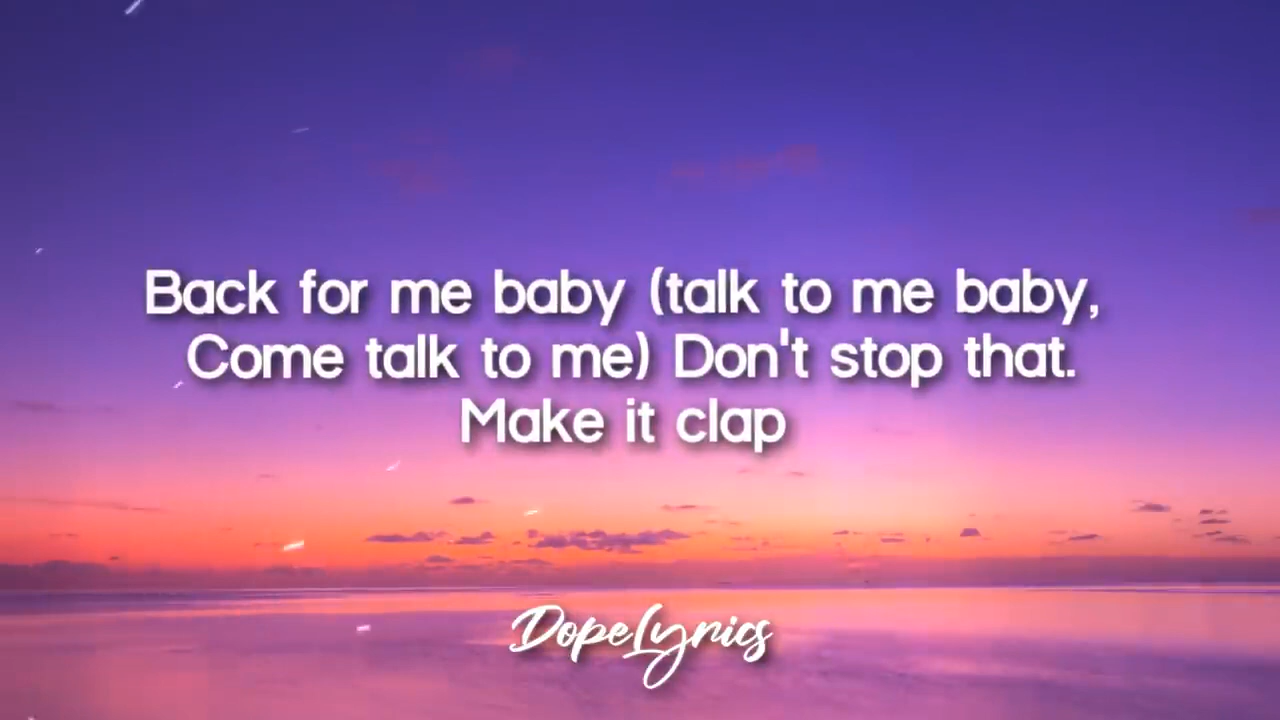 Back for me baby (talk to me baby,
Come talk to me) Don't stop that.
Make it clap
DopeLyrics